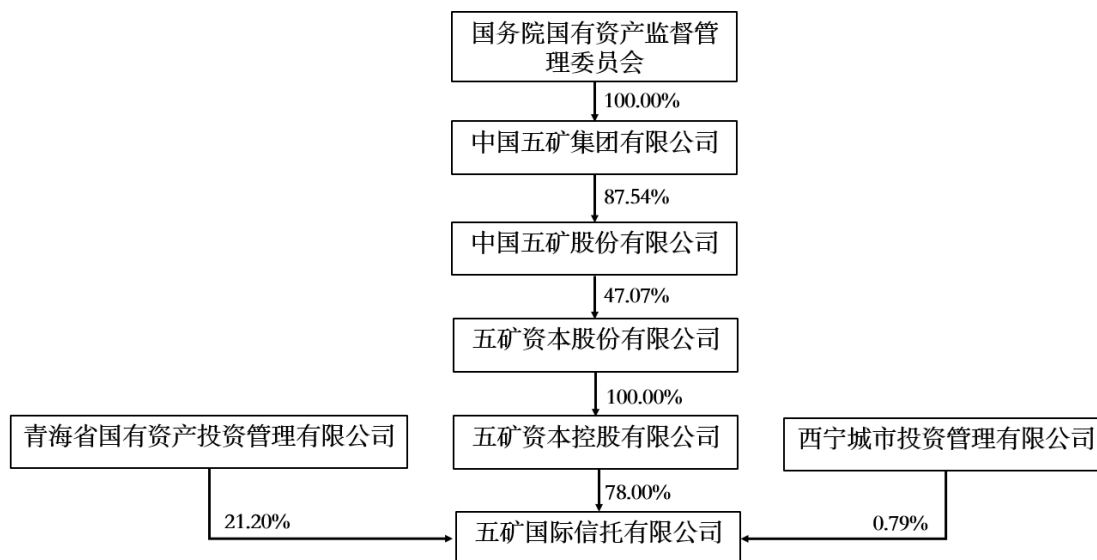 国务院国有资产监督管
理委员会
100.00%
中国五矿集团有限公司
87.54%
中国五矿股份有限公司
47.07%
五矿资本股份有限公司
100.00%
青海省国有资产投资管理有限公司
五矿资本控股有限公司
西宁城市投资管理有限公司
78.00%
21.20%
五矿国际信托有限公司
0.79%